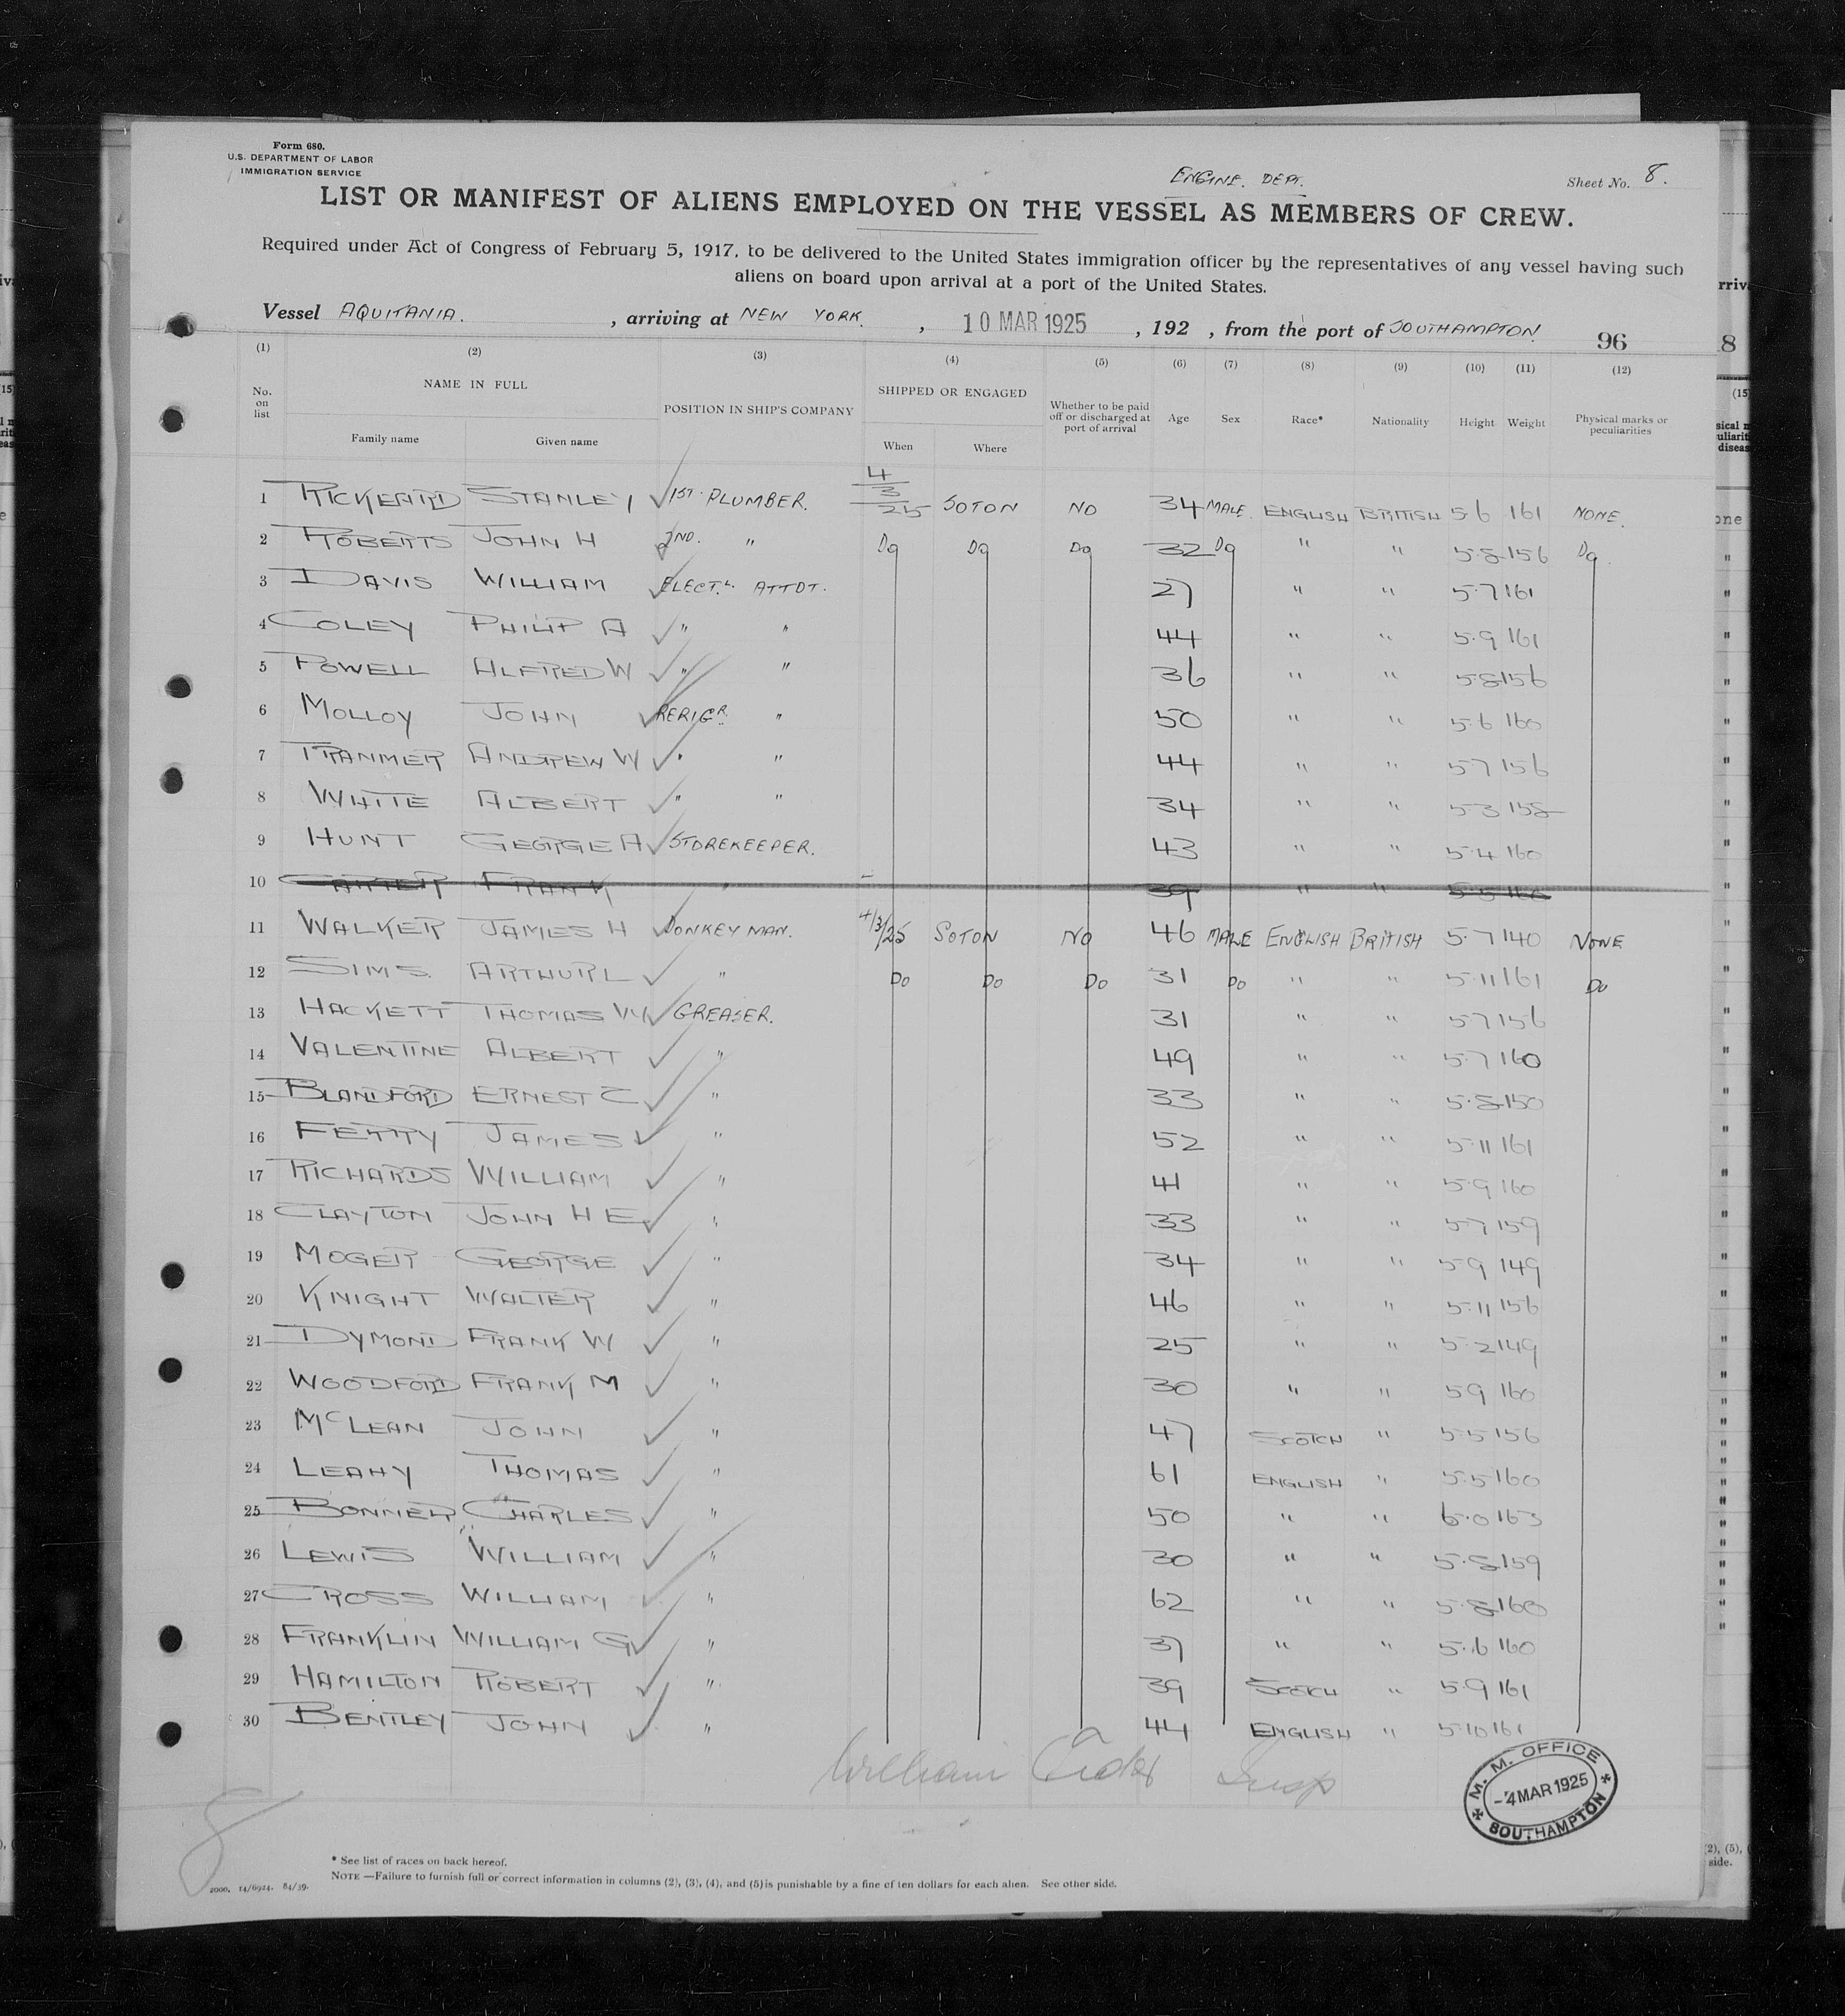 Form 680.
U.S. DEPARTMENT OF LABOR
IMMIGRATION SERVICE
ENGINE. DEPT.
Sheet No. 8.
LIST OR MANIFEST OF ALIENS EMPLOYED ON THE VESSEL AS MEMBERS OF CREW.
Required under Act of Congress of February 5, 1917, to be delivered to the United States immigration officer by the representatives of any vessel having such
aliens on board upon arrival at a port of the United States.
Vessel AQUITANIA. , arriving at NEW YORK. , 10 MAR 1925 , 192 , from the port of SOUTHAMPTON.
96
(1) (2) (3) (4) (5) (6) (7) (8) (9) (10) (11) (12)
No. on list NAME IN FULL POSITION IN SHIP'S COMPANY SHIPPED OR ENGAGED Whether to be paid off or discharged at port of arrival Age Sex Race* Nationality Height Weight Physical marks or peculiarities
Family name Given name When Where
1 RICKEARD STANLEY 1ST. PLUMBER. 4/3/25 SOTON NO 34 MALE ENGLISH BRITISH 5 6 161 NONE.
2 ROBERTS JOHN H 2ND. " Do Do Do 32 Do " " 5.8 156 Do
3 DAVIS WILLIAM ELECTL. ATTDT. 27 " " 5.7 161
4 COLEY PHILIP A " " 44 " " 5.9 161
5 POWELL ALFRED W " " 36 " " 5.8 156
6 MOLLOY JOHN RERIGR. " 50 " " 5.6 160
7 TRANMER ANDREW W " " 44 " " 5.7 156
8 WHITE ALBERT " " 34 " " 5.3 158
9 HUNT GEORGE A STOREKEEPER. 43 " " 5.4 160
10 CARTER FRANK " 39 " " 5.5 160
11 WALKER JAMES H DONKEY MAN. 4/3/25 SOTON NO 46 MALE ENGLISH BRITISH 5.7 140 NONE
12 SIMS. ARTHUR L " Do Do Do 31 Do " " 5.11 161 Do
13 HACKETT THOMAS W GREASER. 31 " " 5.7 156
14 VALENTINE ALBERT " 49 " " 5.7 160
15 BLANDFORD ERNEST C " 33 " " 5.8 150
16 FERRY JAMES " 52 " " 5.11 161
17 RICHARDS WILLIAM " 41 " " 5.9 160
18 CLAYTON JOHN H E " 33 " " 5.7 159
19 MOGER GEORGE " 34 " " 5.9 149
20 KNIGHT WALTER " 46 " " 5.11 156
21 DYMOND FRANK W " 25 " " 5.2 149
22 WOODFORD FRANK M " 30 " " 5.9 160
23 MCLEAN JOHN " 47 SCOTCH " 5.5 156
24 LEAHY THOMAS " 61 ENGLISH " 5.5 160
25 BONNER CHARLES " 50 " " 6.0 163
26 LEWIS WILLIAM " 30 " " 5.8 159
27 CROSS WILLIAM " 62 " " 5.8 160
28 FRANKLIN WILLIAM G " 37 " " 5.6 160
29 HAMILTON ROBERT " 39 SCOTCH " 5.9 161
30 BENTLEY JOHN " 44 ENGLISH " 5.10 161
William Insp
M. M. OFFICE
-4 MAR 1925
SOUTHAMPTON
8
* See list of races on back hereof.
NOTE —Failure to furnish full or correct information in columns (2), (3), (4), and (5) is punishable by a fine of ten dollars for each alien. See other side.
2000. 14/6924. 84/39.